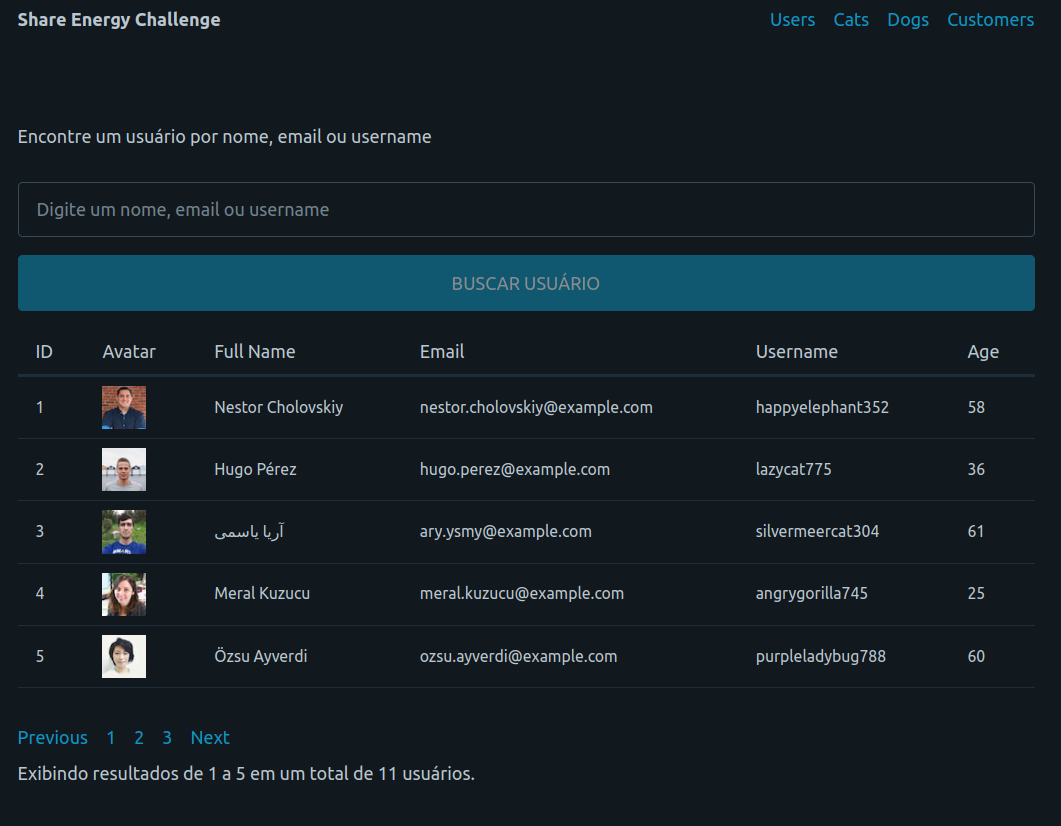 Share Energy Challenge Users Cats Dogs Customers
Encontre um usuário por nome, email ou username
Digite um nome, email ou username
BUSCAR USUÁRIO
ID Avatar Full Name Email Username Age
1 Nestor Cholovskiy nestor.cholovskiy@example.com happyelephant352 58
2 Hugo Pérez hugo.perez@example.com lazycat775 36
3 آریا یاسمی ary.ysmy@example.com silvermeercat304 61
4 Meral Kuzucu meral.kuzucu@example.com angrygorilla745 25
5 Özsu Ayverdi ozsu.ayverdi@example.com purpleladybug788 60
Previous 1 2 3 Next
Exibindo resultados de 1 a 5 em um total de 11 usuários.